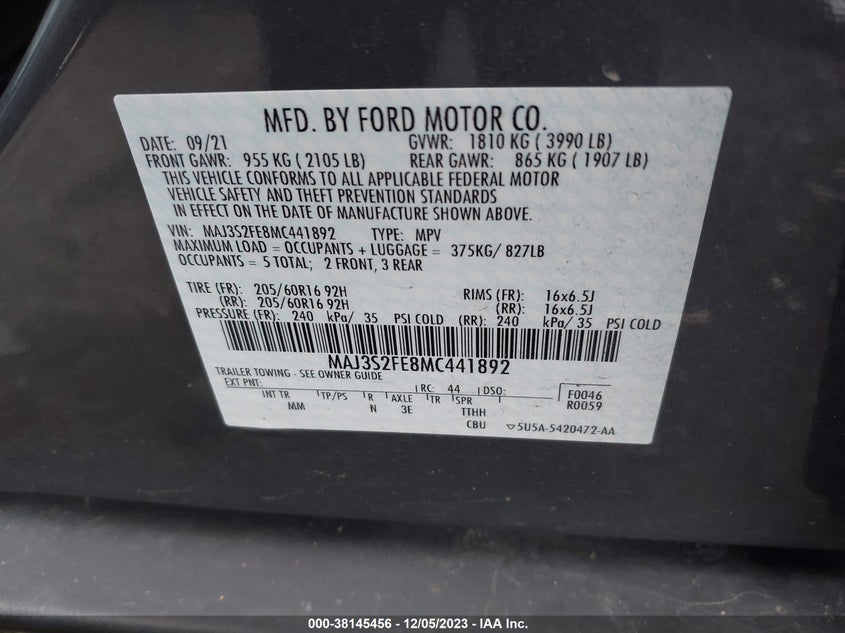 MFD. BY FORD MOTOR CO.
DATE: 09/21 GVWR: 1810 KG ( 3990 LB)
FRONT GAWR: 955 KG ( 2105 LB) REAR GAWR: 865 KG ( 1907 LB)
THIS VEHICLE CONFORMS TO ALL APPLICABLE FEDERAL MOTOR
VEHICLE SAFETY AND THEFT PREVENTION STANDARDS
IN EFFECT ON THE DATE OF MANUFACTURE SHOWN ABOVE.
VIN: MAJ3S2FE8MC441892 TYPE: MPV
MAXIMUM LOAD = OCCUPANTS + LUGGAGE = 375KG/ 827LB
OCCUPANTS = 5 TOTAL; 2 FRONT, 3 REAR
TIRE (FR): 205/60R16 92H RIMS (FR): 16x6.5J
(RR): 205/60R16 92H (RR): 16x6.5J
PRESSURE (FR): 240 kPa/ 35 PSI COLD (RR): 240 kPa/ 35 PSI COLD
MAJ3S2FE8MC441892
TRAILER TOWING - SEE OWNER GUIDE
EXT PNT: RC: 44 DSO: F0046
INT TR TP/PS R AXLE TR SPR R0059
MM N 3E TTHH
CBU ▽5U5A-5420472-AA
000-38145456 - 12/05/2023 - IAA Inc.